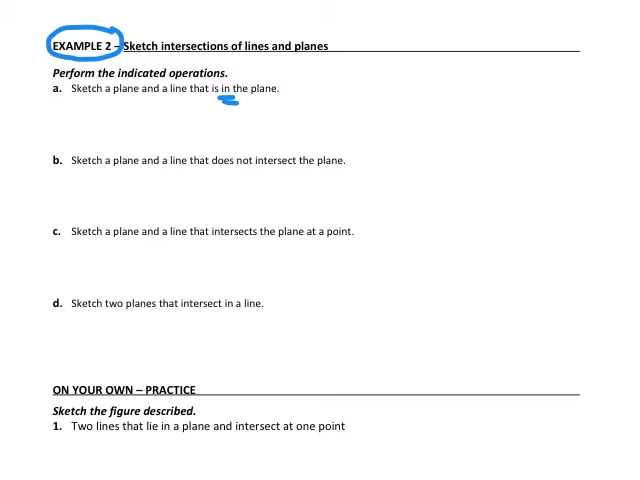 EXAMPLE 2 – Sketch intersections of lines and planes
Perform the indicated operations.
a. Sketch a plane and a line that is in the plane.
b. Sketch a plane and a line that does not intersect the plane.
c. Sketch a plane and a line that intersects the plane at a point.
d. Sketch two planes that intersect in a line.
ON YOUR OWN – PRACTICE
Sketch the figure described.
1. Two lines that lie in a plane and intersect at one point